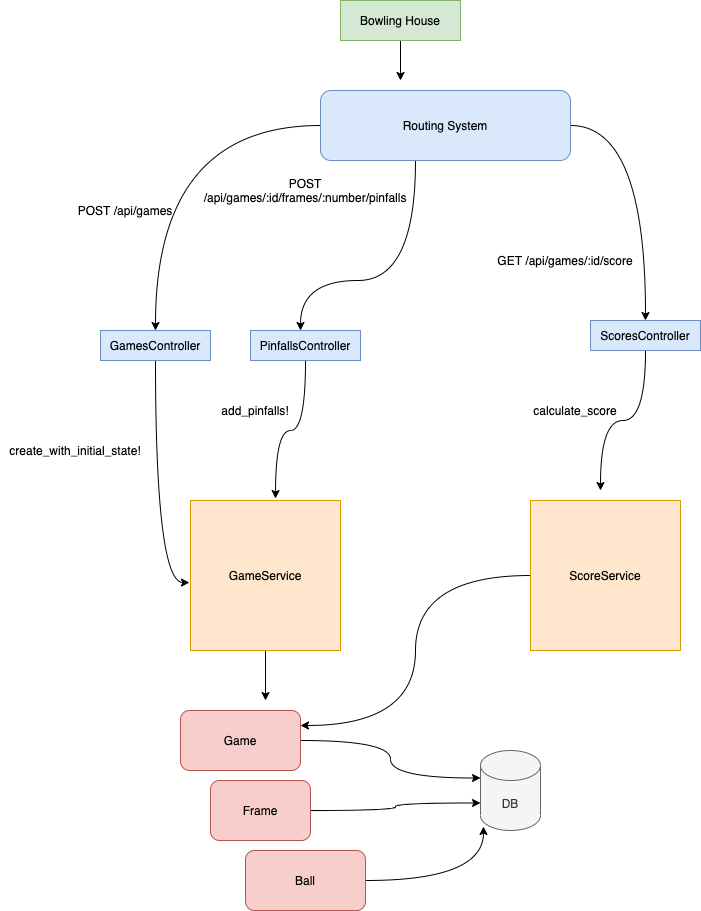 Bowling House
Routing System
POST
/api/games/:id/frames/:number/pinfalls
POST /api/games
GET /api/games/:id/score
GamesController
PinfallsController
ScoresController
add_pinfalls!
calculate_score
create_with_initial_state!
GameService
ScoreService
Game
DB
Frame
Ball